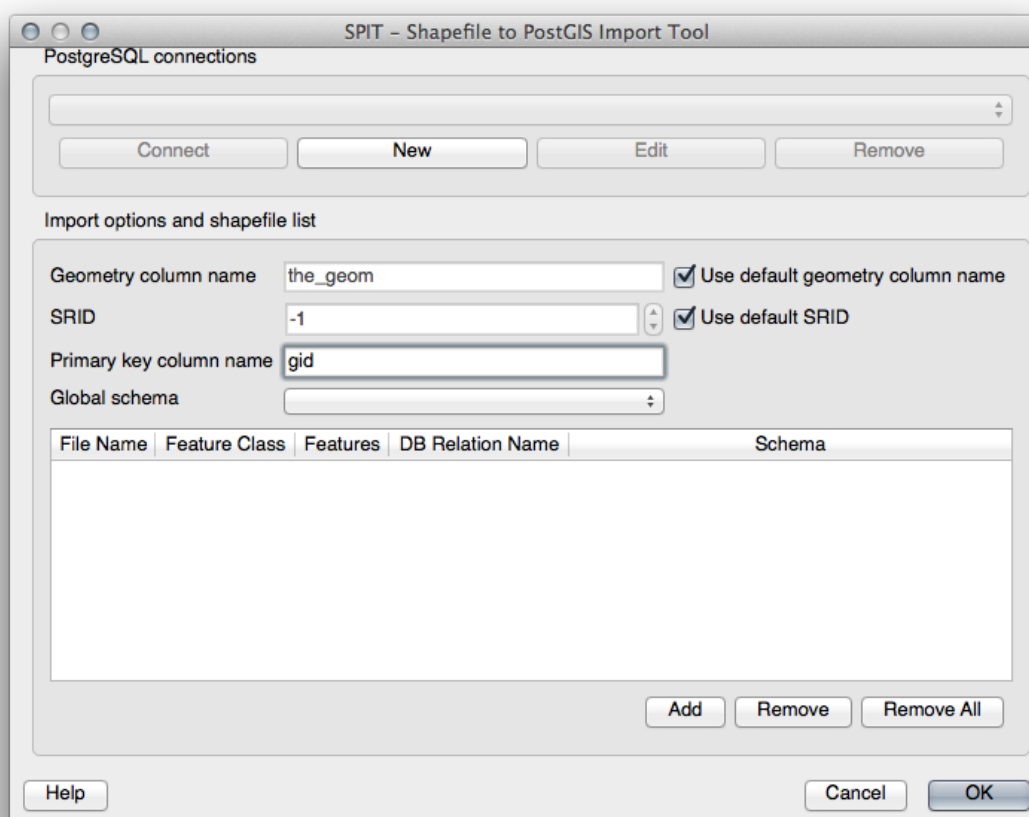 SPIT – Shapefile to PostGIS Import Tool
PostgreSQL connections
Connect New Edit Remove
Import options and shapefile list
Geometry column name the_geom Use default geometry column name
SRID -1 Use default SRID
Primary key column name gid
Global schema
File Name Feature Class Features DB Relation Name Schema
Add Remove Remove All
Help Cancel OK